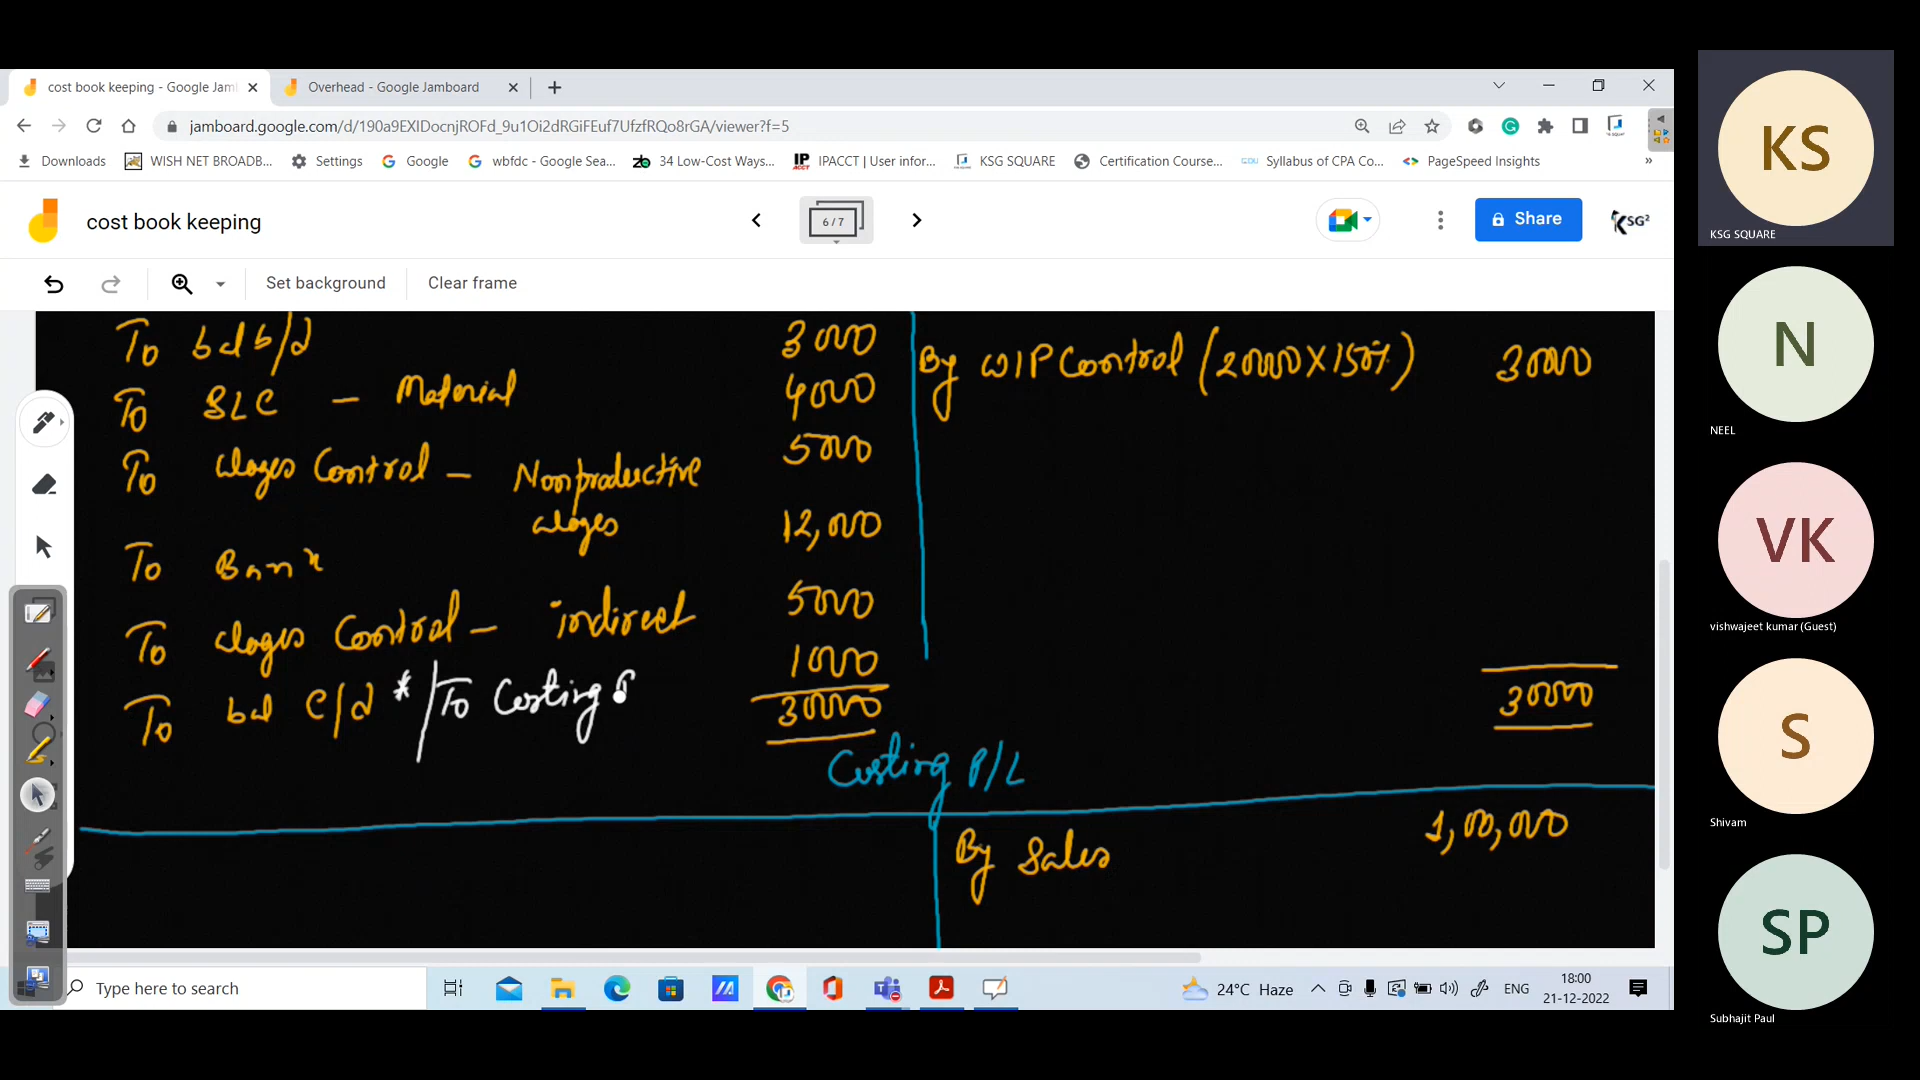 cost book keeping - Google Jam
Overhead - Google Jamboard
jamboard.google.com/d/190a9EXIDocnjROFd_9u1Oi2dRGiFEuf7UfzfRQo8rGA/viewer?f=5
Downloads WISH NET BROADB... Settings Google wbfdc - Google Sea... 34 Low-Cost Ways... IPACCT | User infor... KSG SQUARE Certification Course... Syllabus of CPA Co... PageSpeed Insights »
cost book keeping
6 / 7
Share
KSG²
Set background Clear frame
To bal b/d 3000
By WIP Control (20000 X 150%) 30000
To SLC - Material 4000
To Wages Control - Nonproductive wages 5000
To Bank 12,000
To Wages Control - indirect 5000
To bal c/d * / To Costing 1000
30000 30000
Costing P/L
By Sales 1,00,000
Type here to search
24°C Haze
ENG
18:00
21-12-2022
KS
KSG SQUARE
N
NEEL
VK
vishwajeet kumar (Guest)
S
Shivam
SP
Subhajit Paul